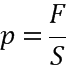 p = F/S